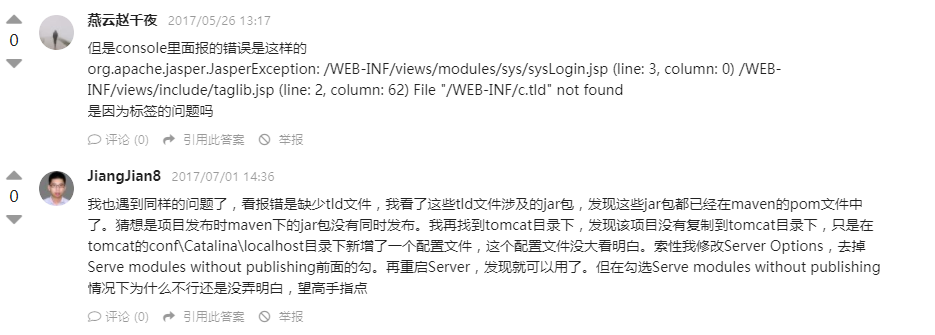 燕云赵千夜 2017/05/26 13:17
0
但是console里面报的错误是这样的
org.apache.jasper.JasperException: /WEB-INF/views/modules/sys/sysLogin.jsp (line: 3, column: 0) /WEB-
INF/views/include/taglib.jsp (line: 2, column: 62) File "/WEB-INF/c.tld" not found
是因为标签的问题吗
评论 (0) 引用此答案 举报
JiangJian8 2017/07/01 14:36
0
我也遇到同样的问题了，看报错是缺少tld文件，我看了这些tld文件涉及的jar包，发现这些jar包都已经在maven的pom文件中
了。猜想是项目发布时maven下的jar包没有同时发布。我再找到tomcat目录下，发现该项目没有复制到tomcat目录下，只是在
tomcat的conf\Catalina\localhost目录下新增了一个配置文件，这个配置文件没大看明白。索性我修改Server Options，去掉
Serve modules without publishing前面的勾。再重启Server，发现就可以用了。但在勾选Serve modules without publishing
情况下为什么不行还是没弄明白，望高手指点
评论 (0) 引用此答案 举报